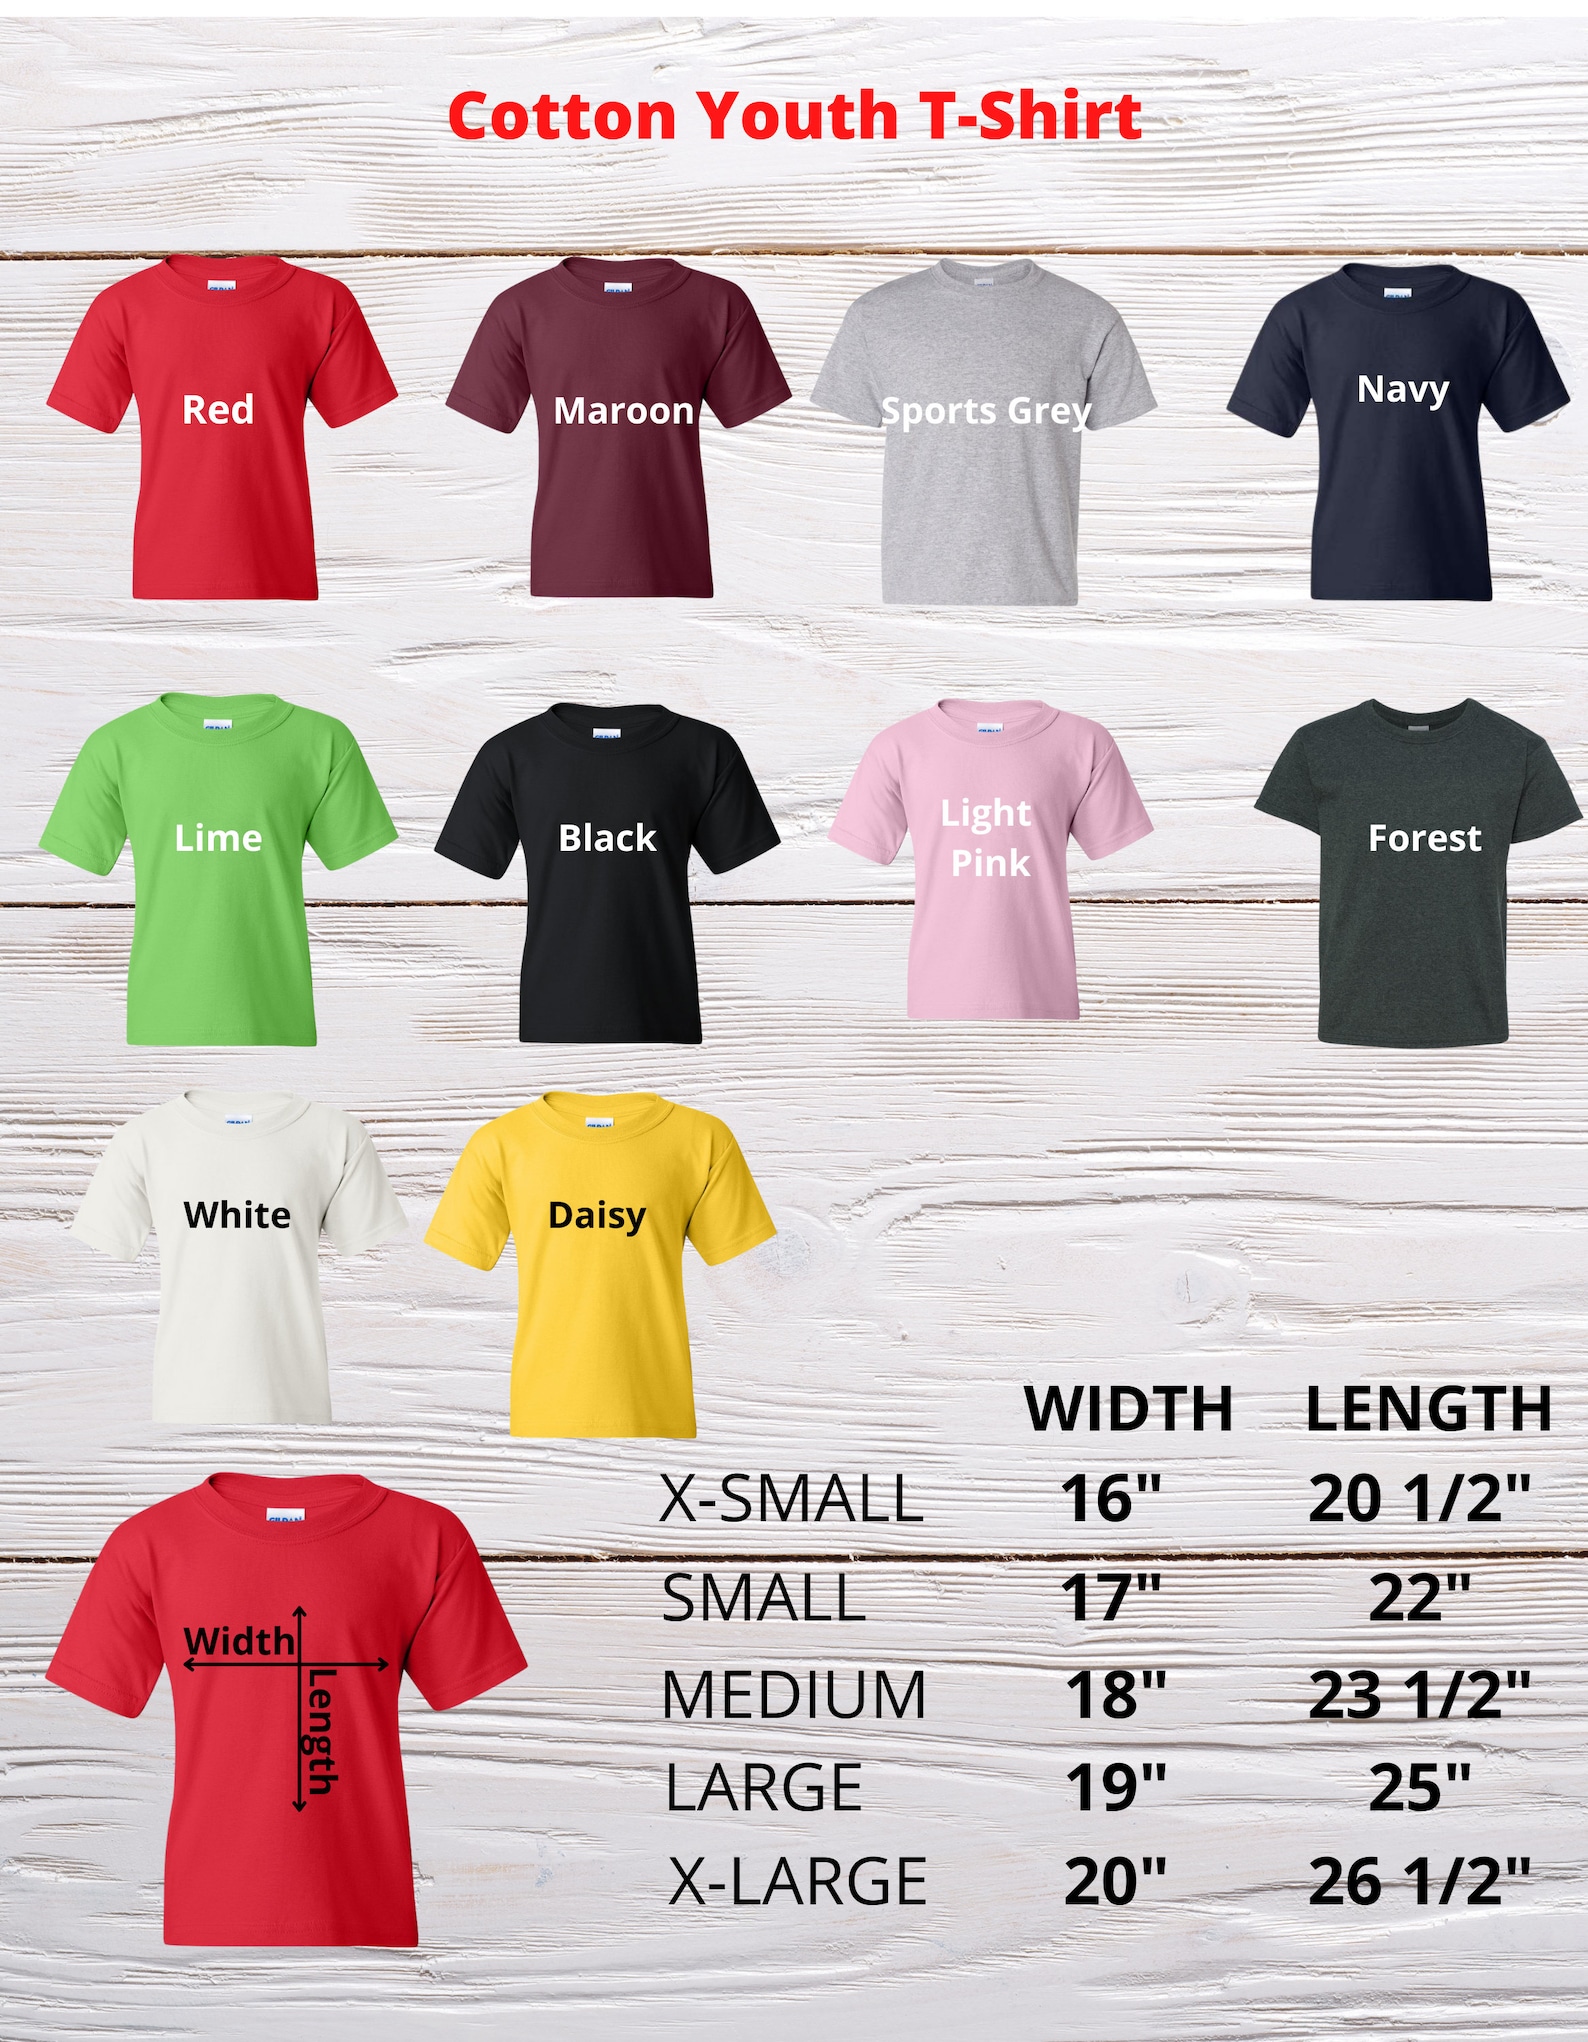 Cotton Youth T-Shirt
Red
Maroon
Sports Grey
Navy
Lime
Black
Light
Pink
Forest
White
Daisy
WIDTH LENGTH
X-SMALL 16" 20 1/2"
SMALL 17" 22"
MEDIUM 18" 23 1/2"
LARGE 19" 25"
X-LARGE 20" 26 1/2"
Width
Length